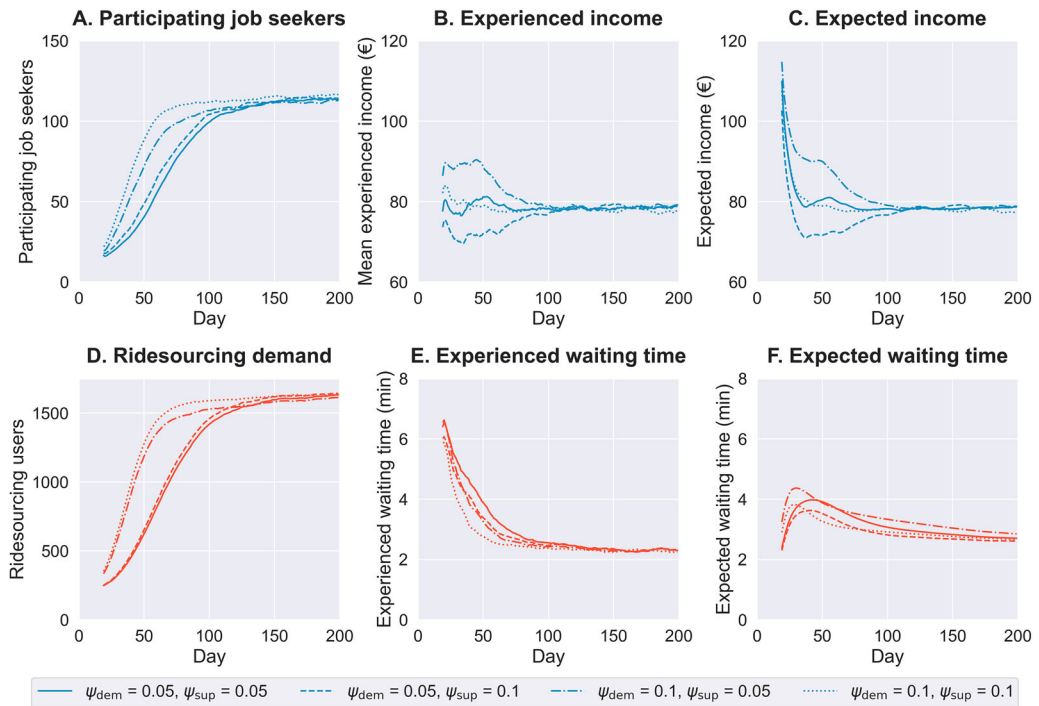 A. Participating job seekers
Participating job seekers
150
100
50
0
0 50 100 150 200
Day
B. Experienced income
Mean experienced income (€)
120
100
80
60
0 50 100 150 200
Day
C. Expected income
Expected income (€)
120
100
80
60
0 50 100 150 200
Day
D. Ridesourcing demand
Ridesourcing users
1500
1000
500
0
0 50 100 150 200
Day
E. Experienced waiting time
Experienced waiting time (min)
8
6
4
2
0
0 50 100 150 200
Day
F. Expected waiting time
Expected waiting time (min)
8
6
4
2
0
0 50 100 150 200
Day
ψdem = 0.05, ψsup = 0.05 ψdem = 0.05, ψsup = 0.1 ψdem = 0.1, ψsup = 0.05 ψdem = 0.1, ψsup = 0.1